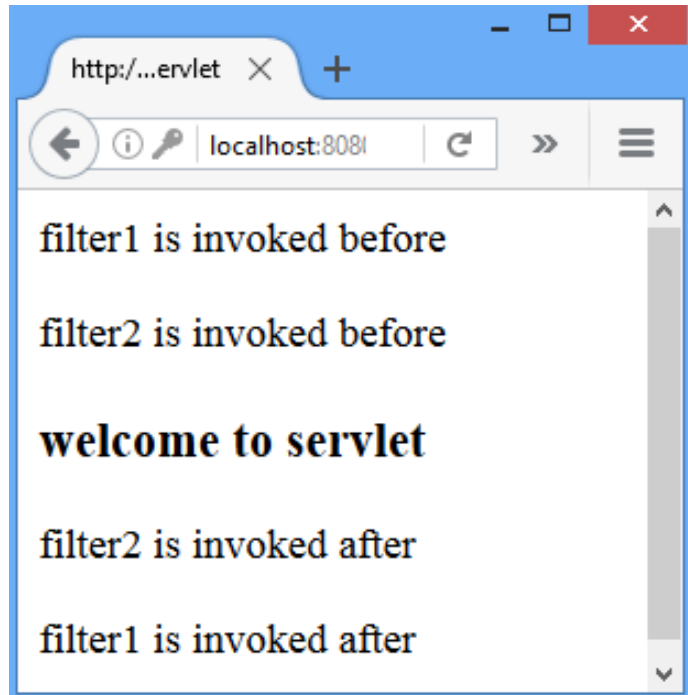 http:/...ervlet
localhost:808
filter1 is invoked before
filter2 is invoked before
welcome to servlet
filter2 is invoked after
filter1 is invoked after